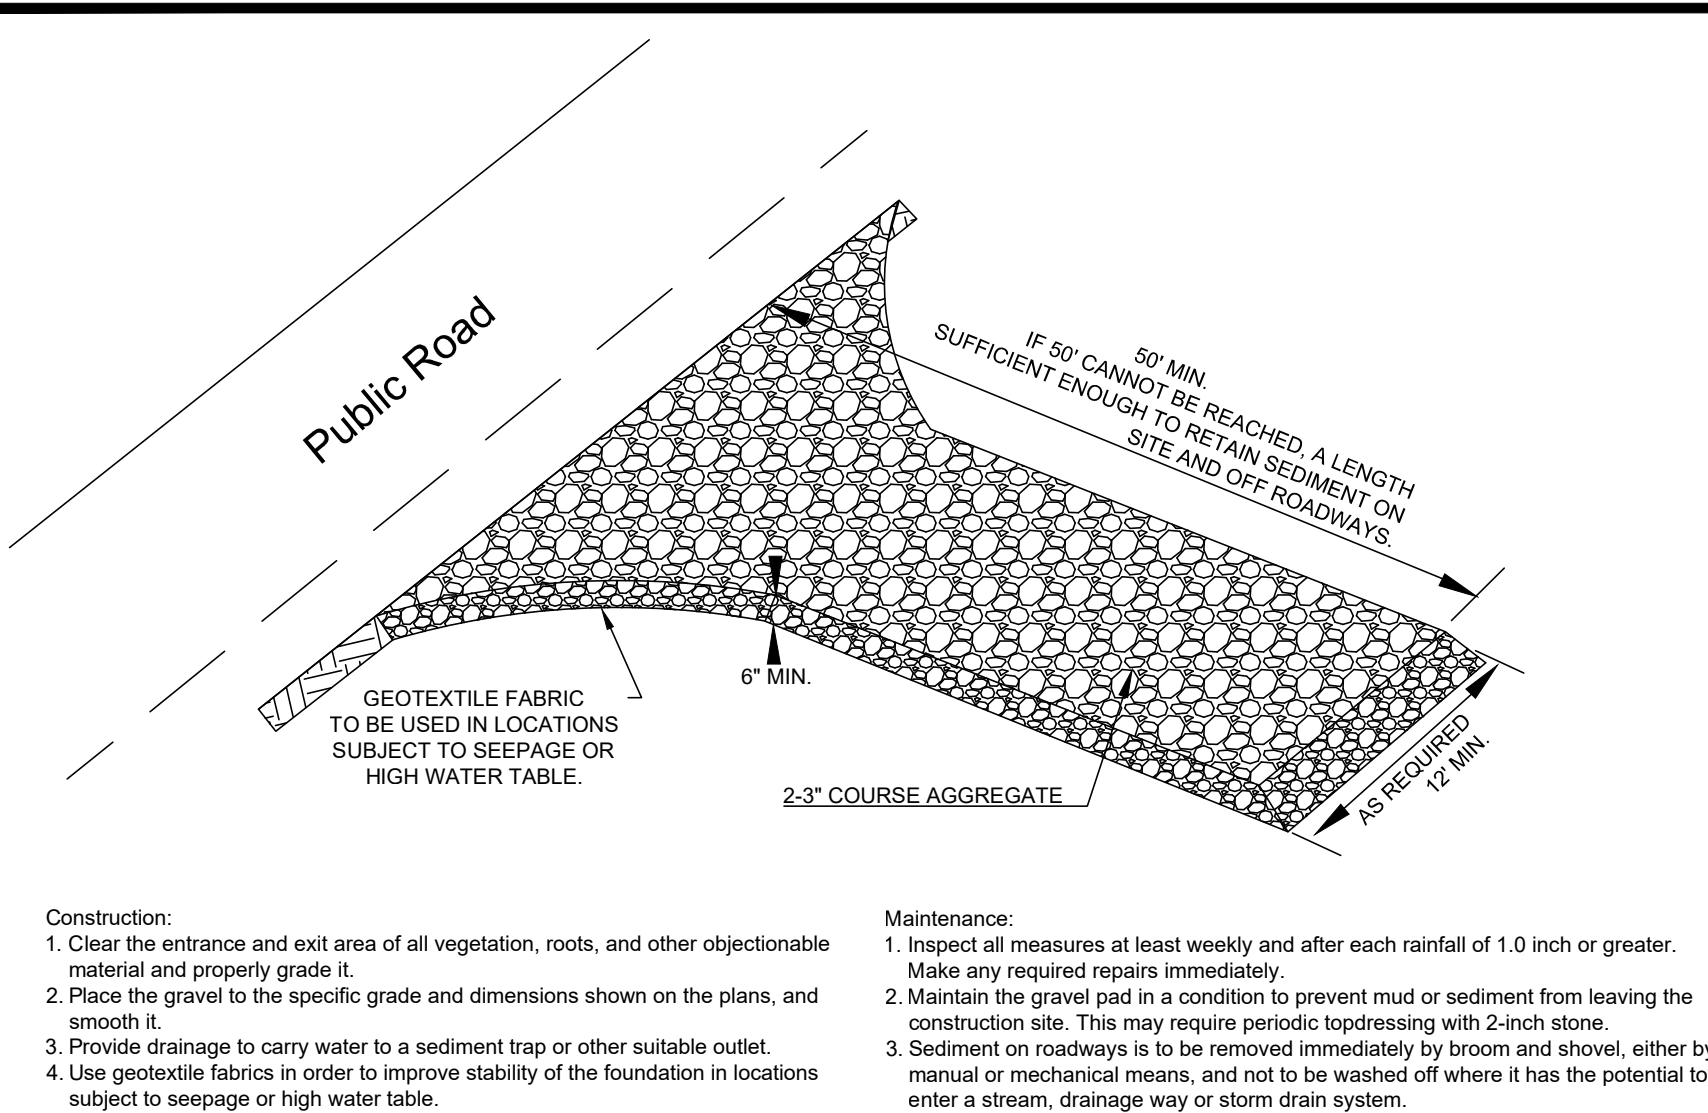 Public Road
50' MIN.
IF 50' CANNOT BE REACHED, A LENGTH
SUFFICIENT ENOUGH TO RETAIN SEDIMENT ON
SITE AND OFF ROADWAYS.
6" MIN.
GEOTEXTILE FABRIC
TO BE USED IN LOCATIONS
SUBJECT TO SEEPAGE OR
HIGH WATER TABLE.
2-3" COURSE AGGREGATE
AS REQUIRED
12' MIN.
Construction:
1. Clear the entrance and exit area of all vegetation, roots, and other objectionable
material and properly grade it.
2. Place the gravel to the specific grade and dimensions shown on the plans, and
smooth it.
3. Provide drainage to carry water to a sediment trap or other suitable outlet.
4. Use geotextile fabrics in order to improve stability of the foundation in locations
subject to seepage or high water table.
Maintenance:
1. Inspect all measures at least weekly and after each rainfall of 1.0 inch or greater.
Make any required repairs immediately.
2. Maintain the gravel pad in a condition to prevent mud or sediment from leaving the
construction site. This may require periodic topdressing with 2-inch stone.
3. Sediment on roadways is to be removed immediately by broom and shovel, either by
manual or mechanical means, and not to be washed off where it has the potential to
enter a stream, drainage way or storm drain system.